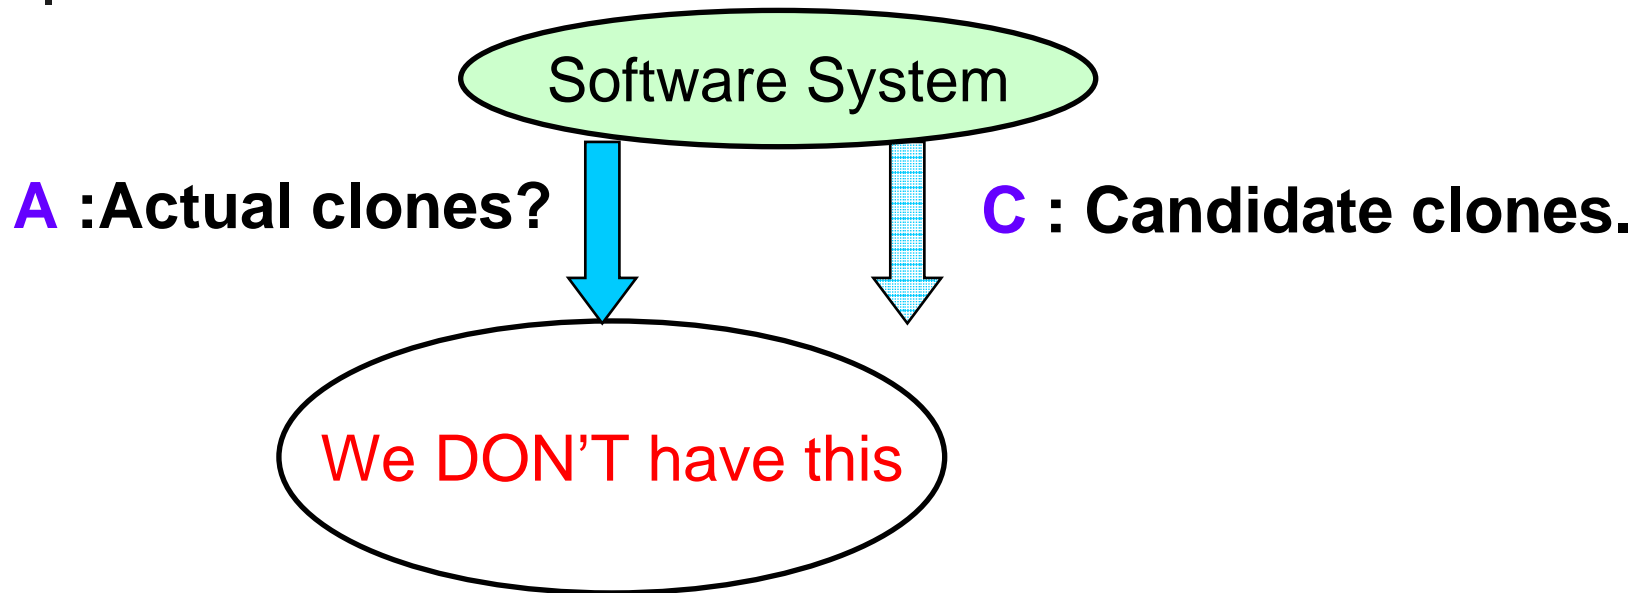 Software System
A :Actual clones?
C : Candidate clones.
We DON'T have this